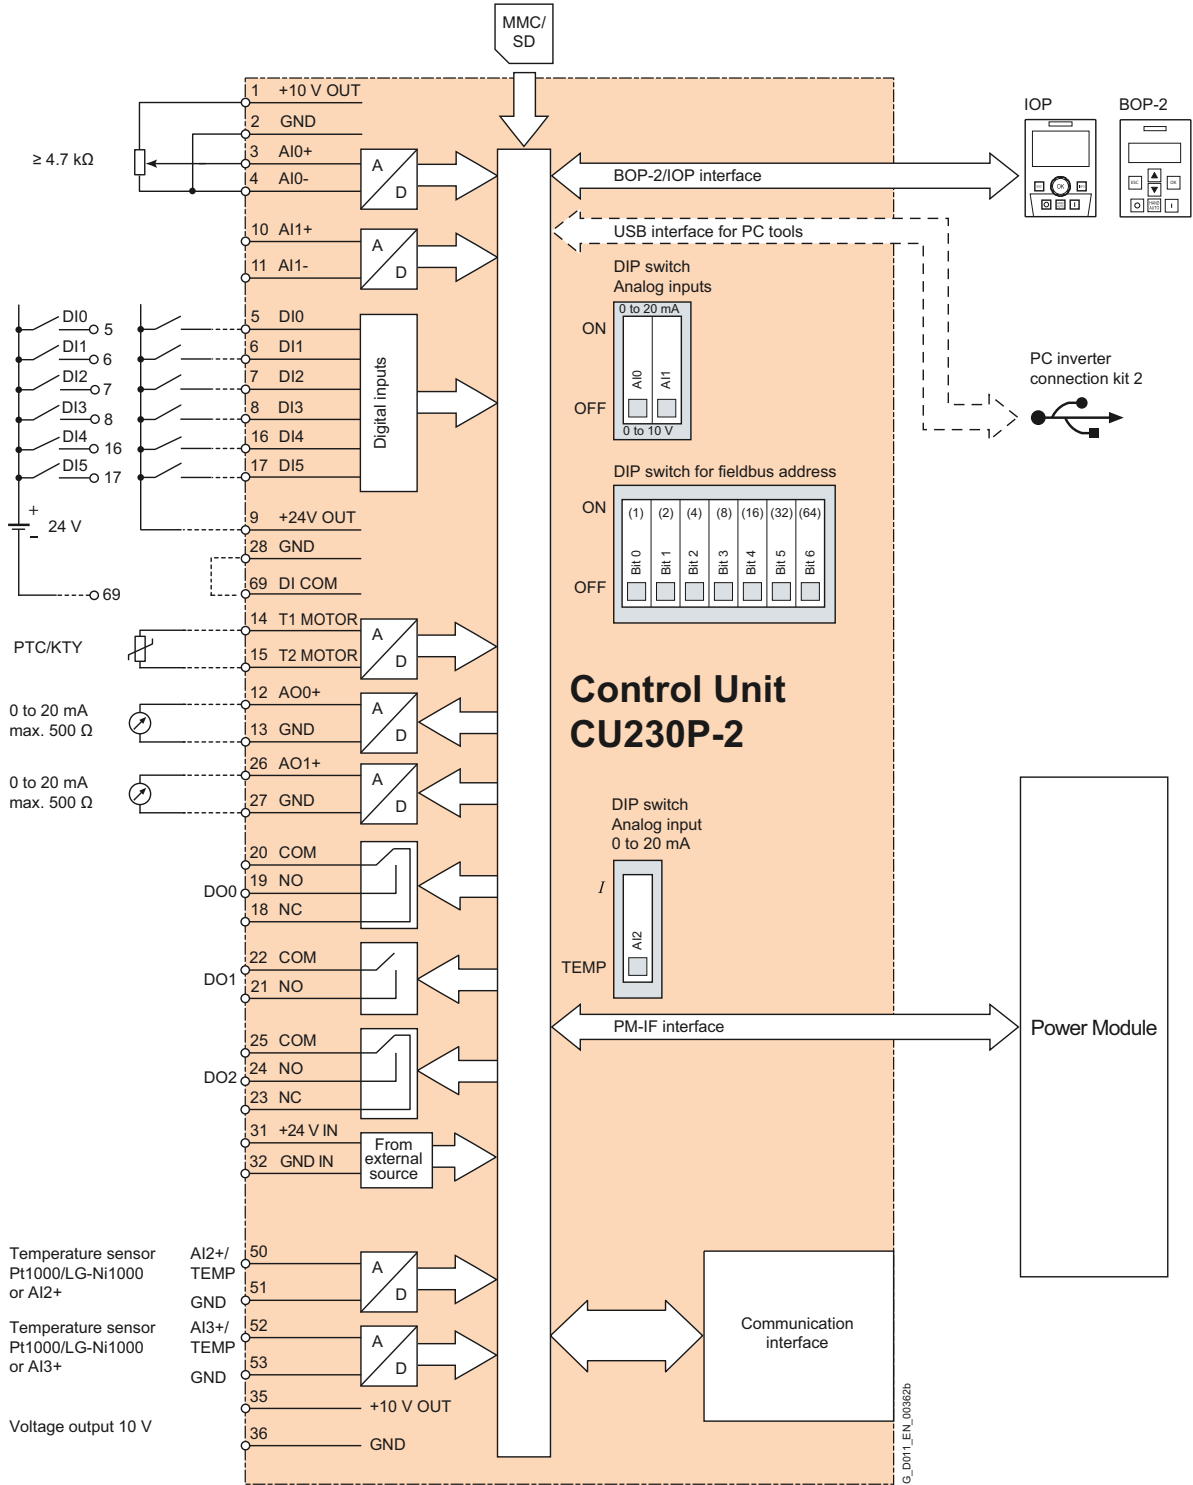 MMC/
SD
1 +10 V OUT
2 GND
3 AI0+
4 AI0-
≥ 4.7 kΩ
A
D
10 AI1+
11 AI1-
A
D
BOP-2/IOP interface
IOP
BOP-2
ESC
OK
INFO
ESC
OK
HAND
AUTO
USB interface for PC tools
DIP switch
Analog inputs
0 to 20 mA
ON
OFF
AI0
AI1
0 to 10 V
PC inverter
connection kit 2
DI0
5
DI1
6
DI2
7
DI3
8
DI4
16
DI5
17
+
-
24 V
69
5 DI0
6 DI1
7 DI2
8 DI3
16 DI4
17 DI5
Digital inputs
9 +24V OUT
28 GND
69 DI COM
DIP switch for fieldbus address
ON
OFF
(1) (2) (4) (8) (16) (32) (64)
Bit 0
Bit 1
Bit 2
Bit 3
Bit 4
Bit 5
Bit 6
PTC/KTY
14 T1 MOTOR
15 T2 MOTOR
A
D
Control Unit
CU230P-2
0 to 20 mA
max. 500 Ω
12 AO0+
13 GND
A
D
0 to 20 mA
max. 500 Ω
26 AO1+
27 GND
A
D
DIP switch
Analog input
0 to 20 mA
I
AI2
TEMP
DO0
20 COM
19 NO
18 NC
DO1
22 COM
21 NO
DO2
25 COM
24 NO
23 NC
PM-IF interface
Power Module
31 +24 V IN
32 GND IN
From
external
source
Temperature sensor
Pt1000/LG-Ni1000
or AI2+
AI2+/
TEMP
GND
50
51
A
D
Temperature sensor
Pt1000/LG-Ni1000
or AI3+
AI3+/
TEMP
GND
52
53
A
D
Communication
interface
Voltage output 10 V
35
+10 V OUT
36
GND
G_D011_EN_00362b